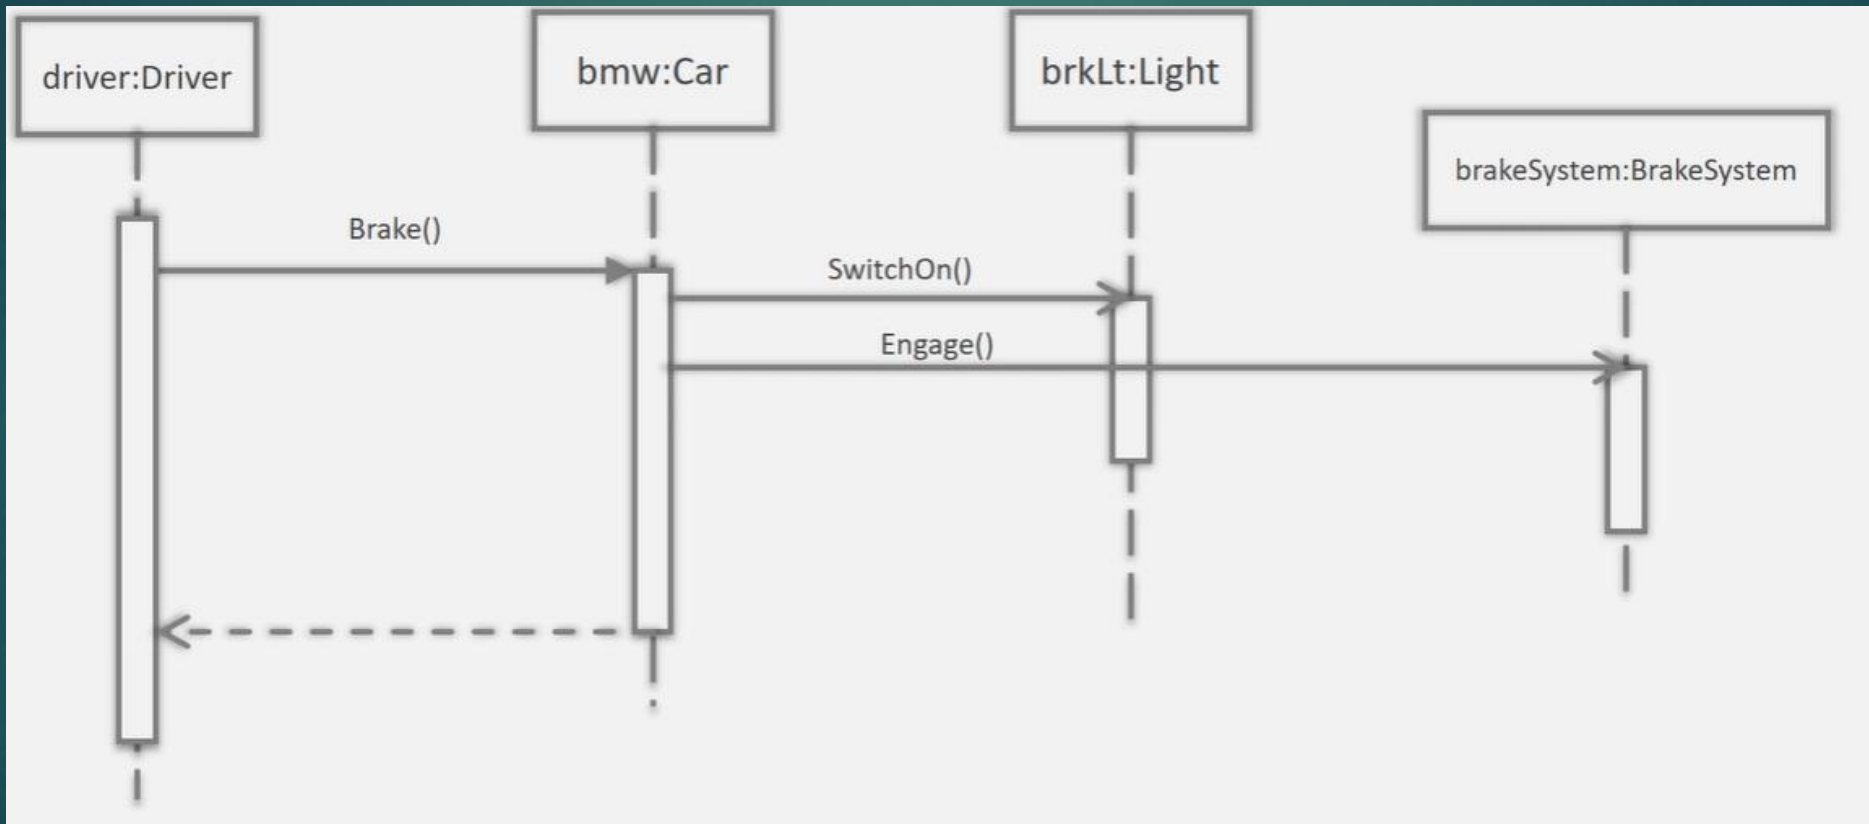 driver:Driver
bmw:Car
brkLt:Light
brakeSystem:BrakeSystem
Brake()
SwitchOn()
Engage()